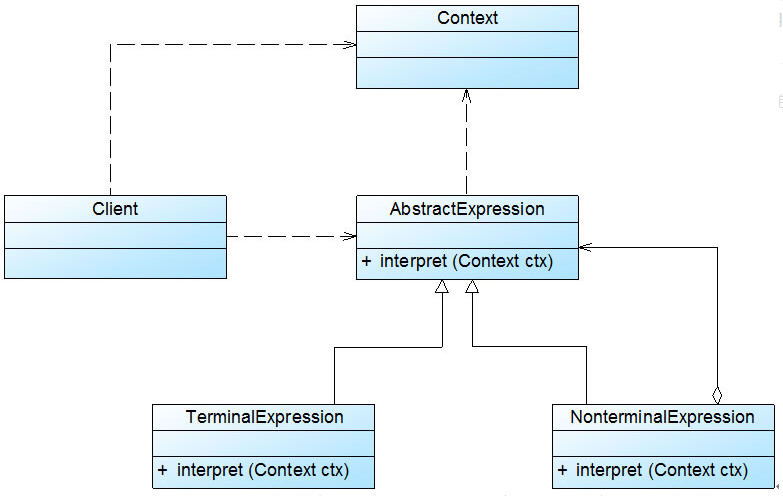 Context
Client
AbstractExpression
+ interpret (Context ctx)
TerminalExpression
NonterminalExpression
+ interpret (Context ctx)
+ interpret (Context ctx)